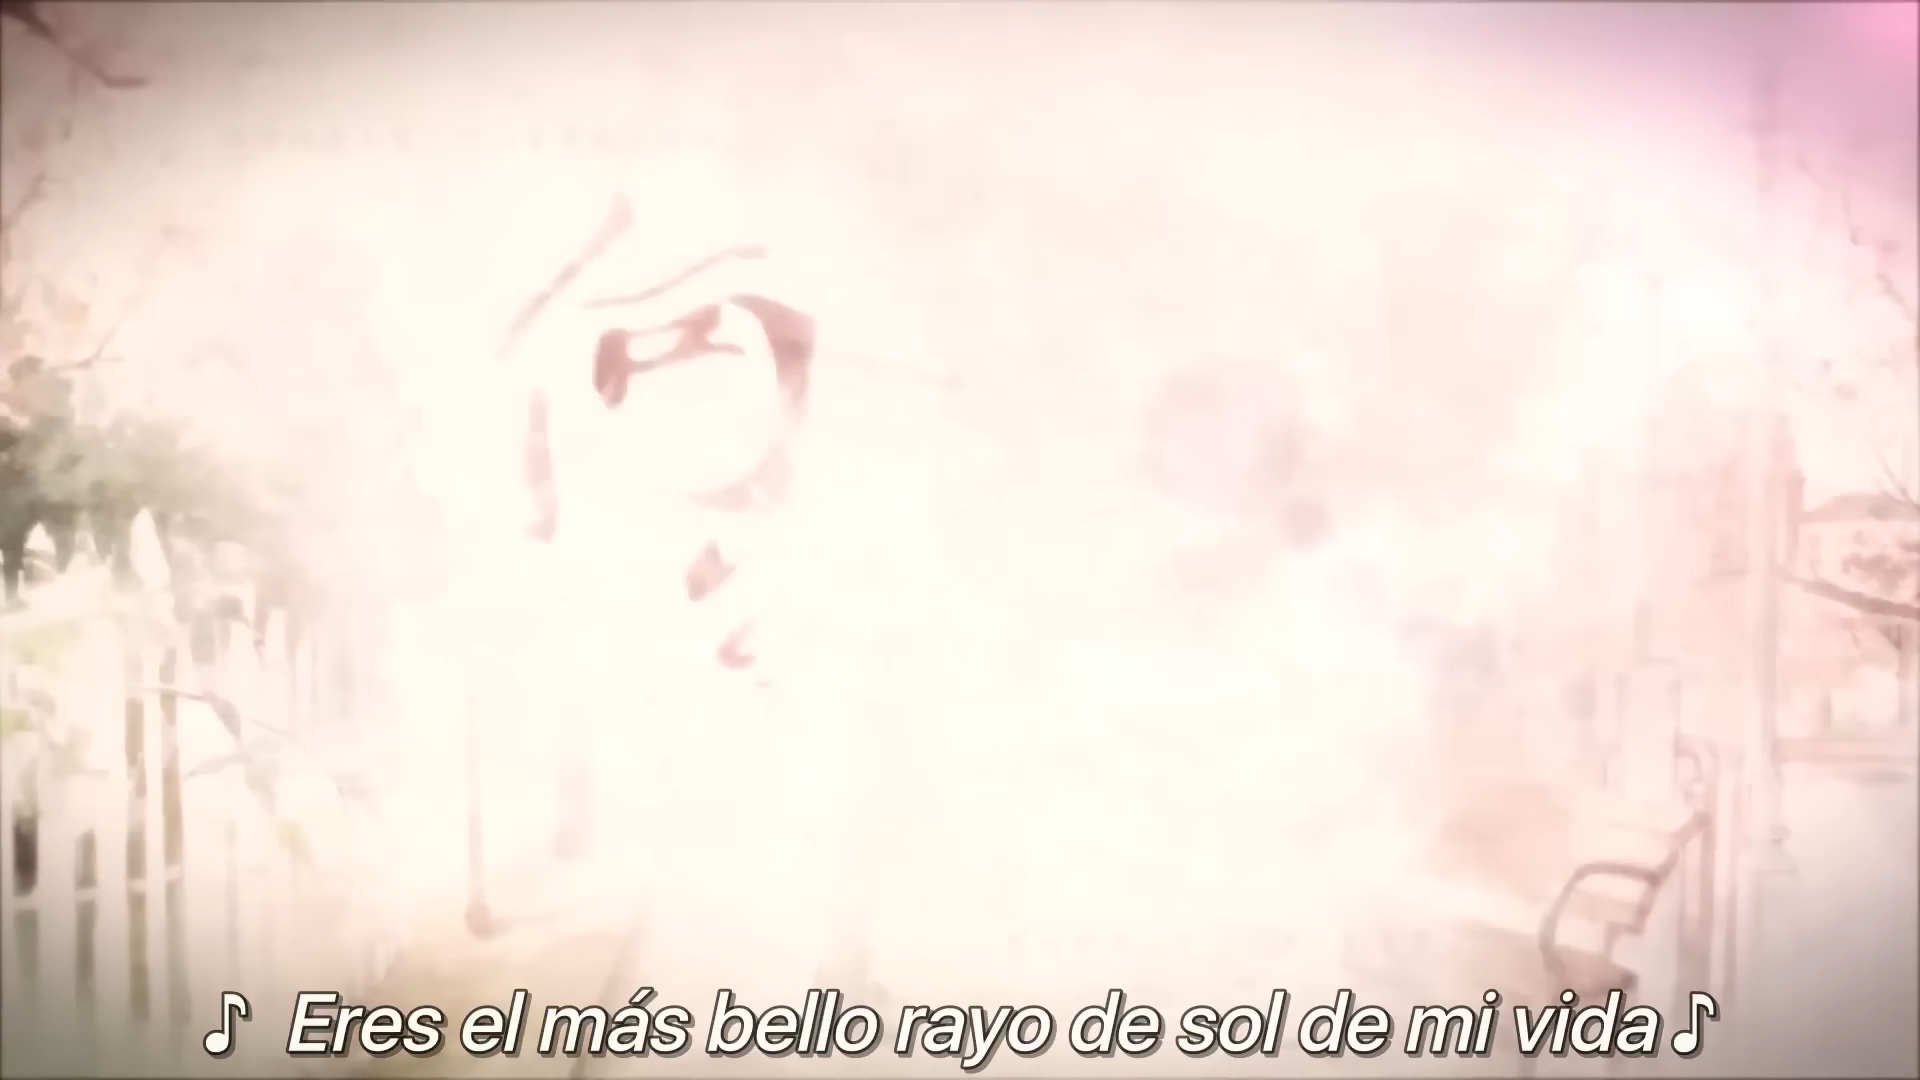 ♪ Eres el más bello rayo de sol de mi vida♪